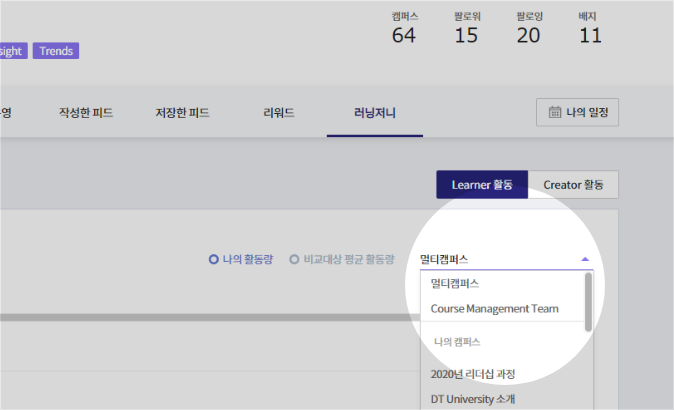 캠퍼스 팔로워 팔로잉 배지
64 15 20 11
sight Trends
영 작성한 피드 저장한 피드 리워드 러닝저니 나의 일정
Learner 활동 Creator 활동
나의 활동량 비교대상 평균 활동량 멀티캠퍼스
멀티캠퍼스
Course Management Team
나의 캠퍼스
2020년 리더십 과정
DT University 소개